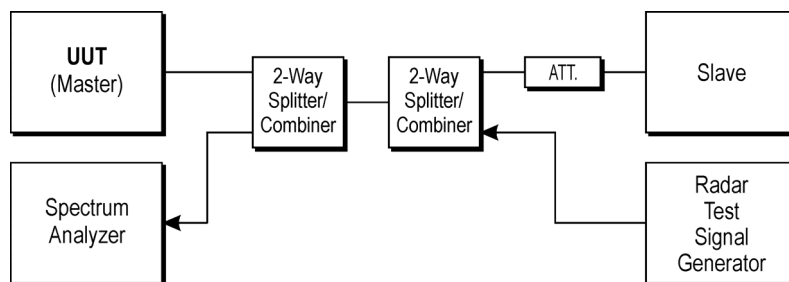 UUT
(Master)
2-Way
Splitter/
Combiner
2-Way
Splitter/
Combiner
ATT.
Slave
Spectrum
Analyzer
Radar
Test
Signal
Generator